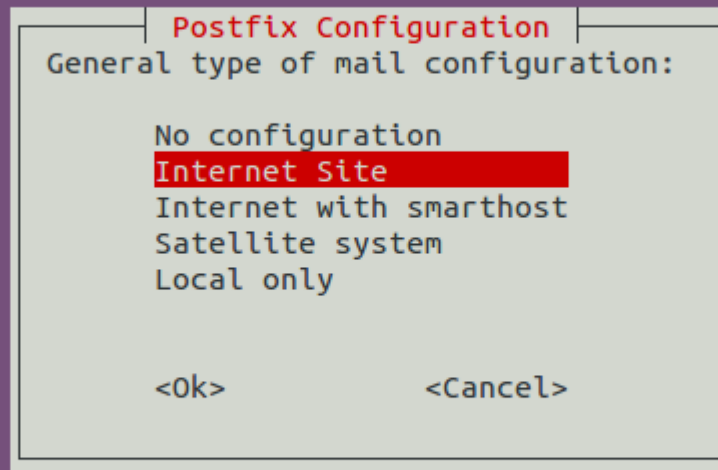 Postfix Configuration
General type of mail configuration:
No configuration
Internet Site
Internet with smarthost
Satellite system
Local only
<Ok> <Cancel>